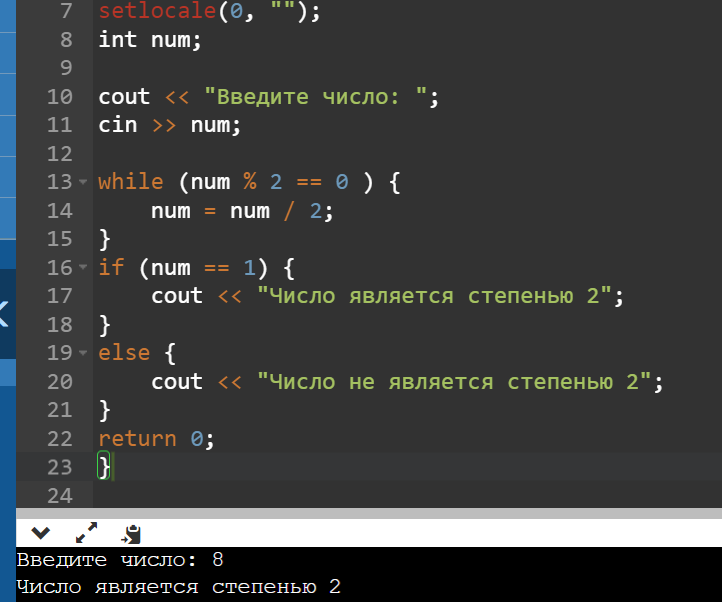 7 setlocale(0, "");
8 int num;
9
10 cout << "Введите число: ";
11 cin >> num;
12
13 while (num % 2 == 0 ) {
14 num = num / 2;
15 }
16 if (num == 1) {
17 cout << "Число является степенью 2";
18 }
19 else {
20 cout << "Число не является степенью 2";
21 }
22 return 0;
23 }
24
Введите число: 8
Число является степенью 2